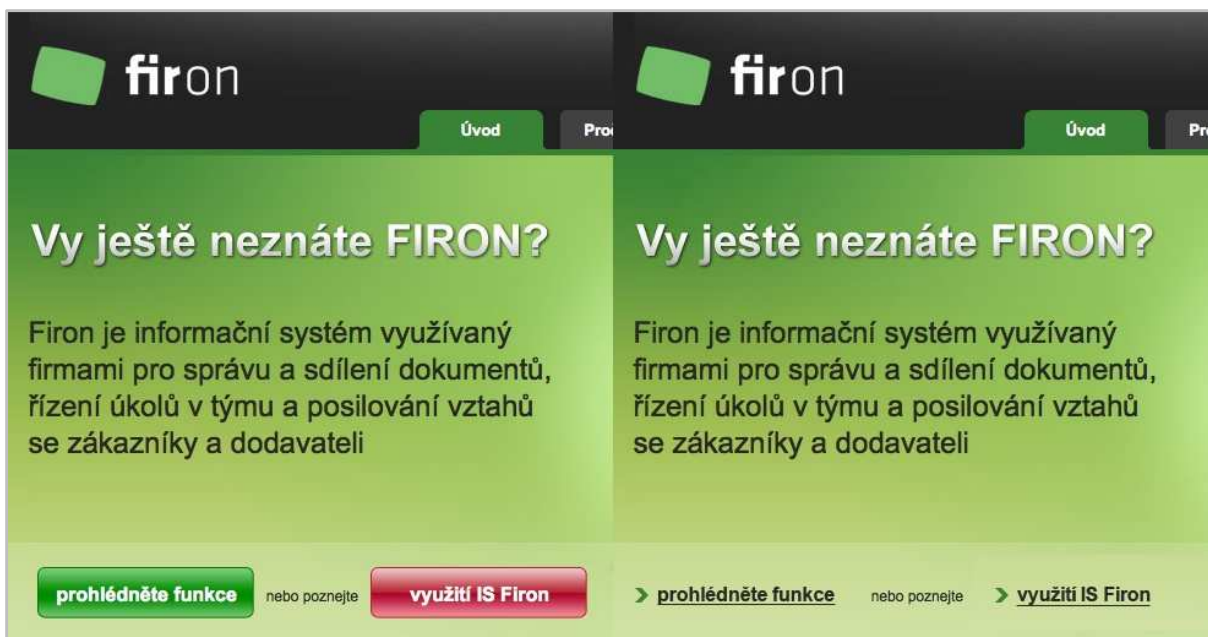 firon
Úvod
Vy ještě neznáte FIRON?
Firon je informační systém využívaný
firmami pro správu a sdílení dokumentů,
řízení úkolů v týmu a posilování vztahů
se zákazníky a dodavateli
prohlédněte funkce nebo poznejte využití IS Firon
firon
Úvod
Vy ještě neznáte FIRON?
Firon je informační systém využívaný
firmami pro správu a sdílení dokumentů,
řízení úkolů v týmu a posilování vztahů
se zákazníky a dodavateli
prohlédněte funkce nebo poznejte využití IS Firon